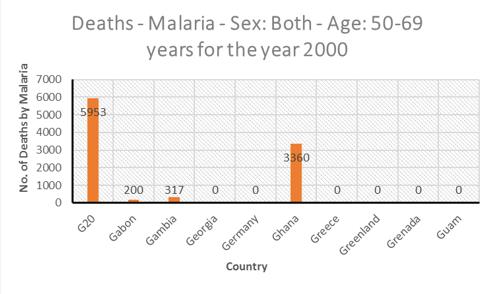 Deaths - Malaria - Sex: Both - Age: 50-69
years for the year 2000
No. of Deaths by Malaria
7000
6000
5000
4000
3000
2000
1000
0
5953
200
317
0
0
3360
0
0
0
0
G20
Gabon
Gambia
Georgia
Germany
Ghana
Greece
Greenland
Grenada
Guam
Country